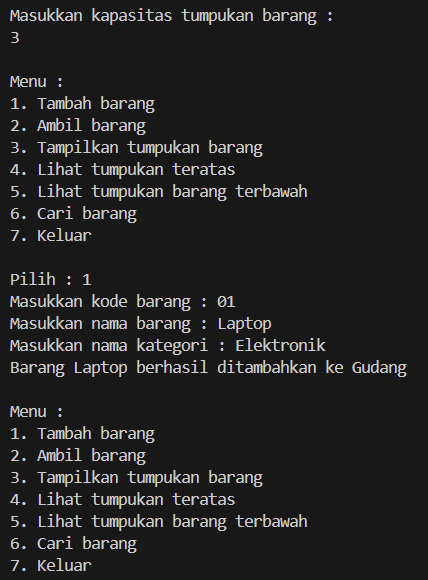 Masukkan kapasitas tumpukan barang :
3
Menu :
1. Tambah barang
2. Ambil barang
3. Tampilkan tumpukan barang
4. Lihat tumpukan teratas
5. Lihat tumpukan barang terbawah
6. Cari barang
7. Keluar
Pilih : 1
Masukkan kode barang : 01
Masukkan nama barang : Laptop
Masukkan nama kategori : Elektronik
Barang Laptop berhasil ditambahkan ke Gudang
Menu :
1. Tambah barang
2. Ambil barang
3. Tampilkan tumpukan barang
4. Lihat tumpukan teratas
5. Lihat tumpukan barang terbawah
6. Cari barang
7. Keluar